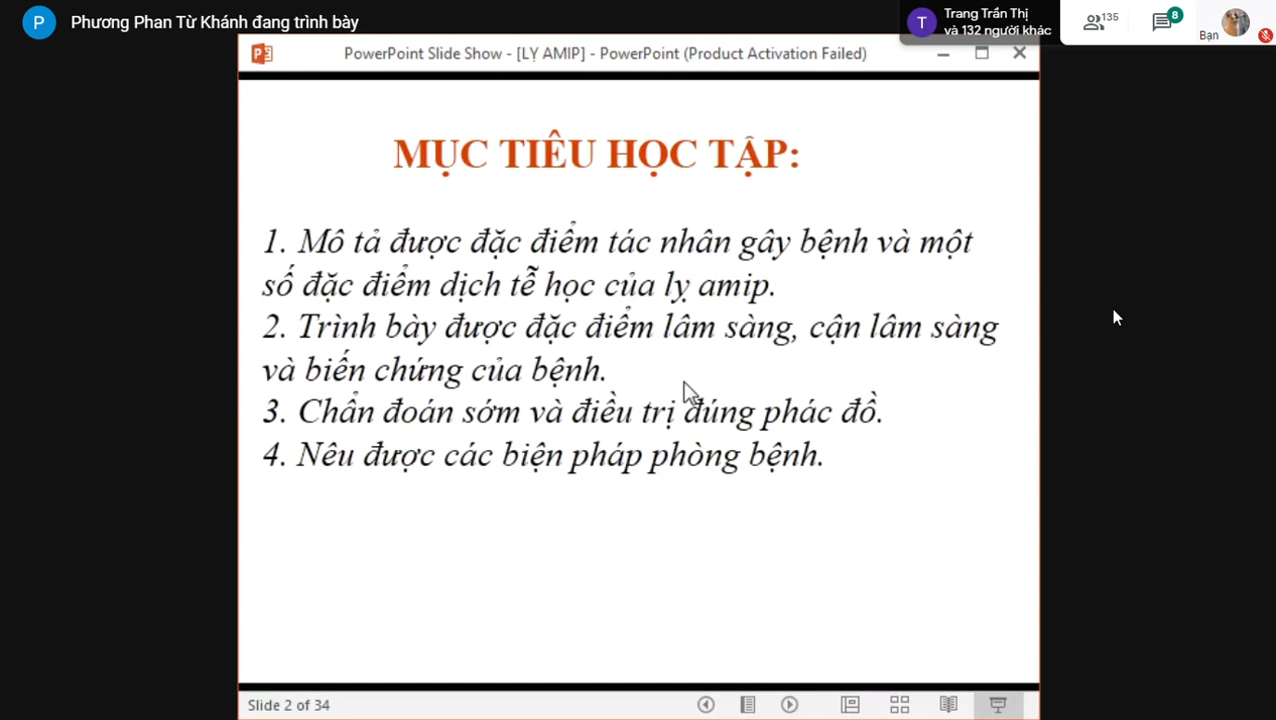 P Phương Phan Từ Khánh đang trình bày
T Trang Trần Thị
và 132 người khác
135
8
Bạn
PowerPoint Slide Show - [LỴ AMIP] - PowerPoint (Product Activation Failed)
MỤC TIÊU HỌC TẬP:
1. Mô tả được đặc điểm tác nhân gây bệnh và một
số đặc điểm dịch tễ học của lỵ amip.
2. Trình bày được đặc điểm lâm sàng, cận lâm sàng
và biến chứng của bệnh.
3. Chẩn đoán sớm và điều trị đúng phác đồ.
4. Nêu được các biện pháp phòng bệnh.
Slide 2 of 34